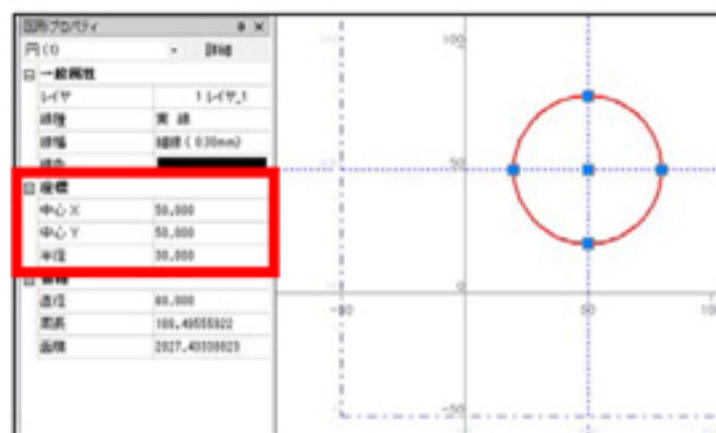 図形プロパティ
円(1)
詳細
一般属性
レイヤ 1 レイヤ_1
線種 実 線
線幅 細線 ( 0.30mm)
線色
座標
中心 X 50.000
中心 Y 50.000
半径 30.000
直径 60.000
周長 188.49555922
面積 2827.43338823
100
50
0
-50
-50
50
100